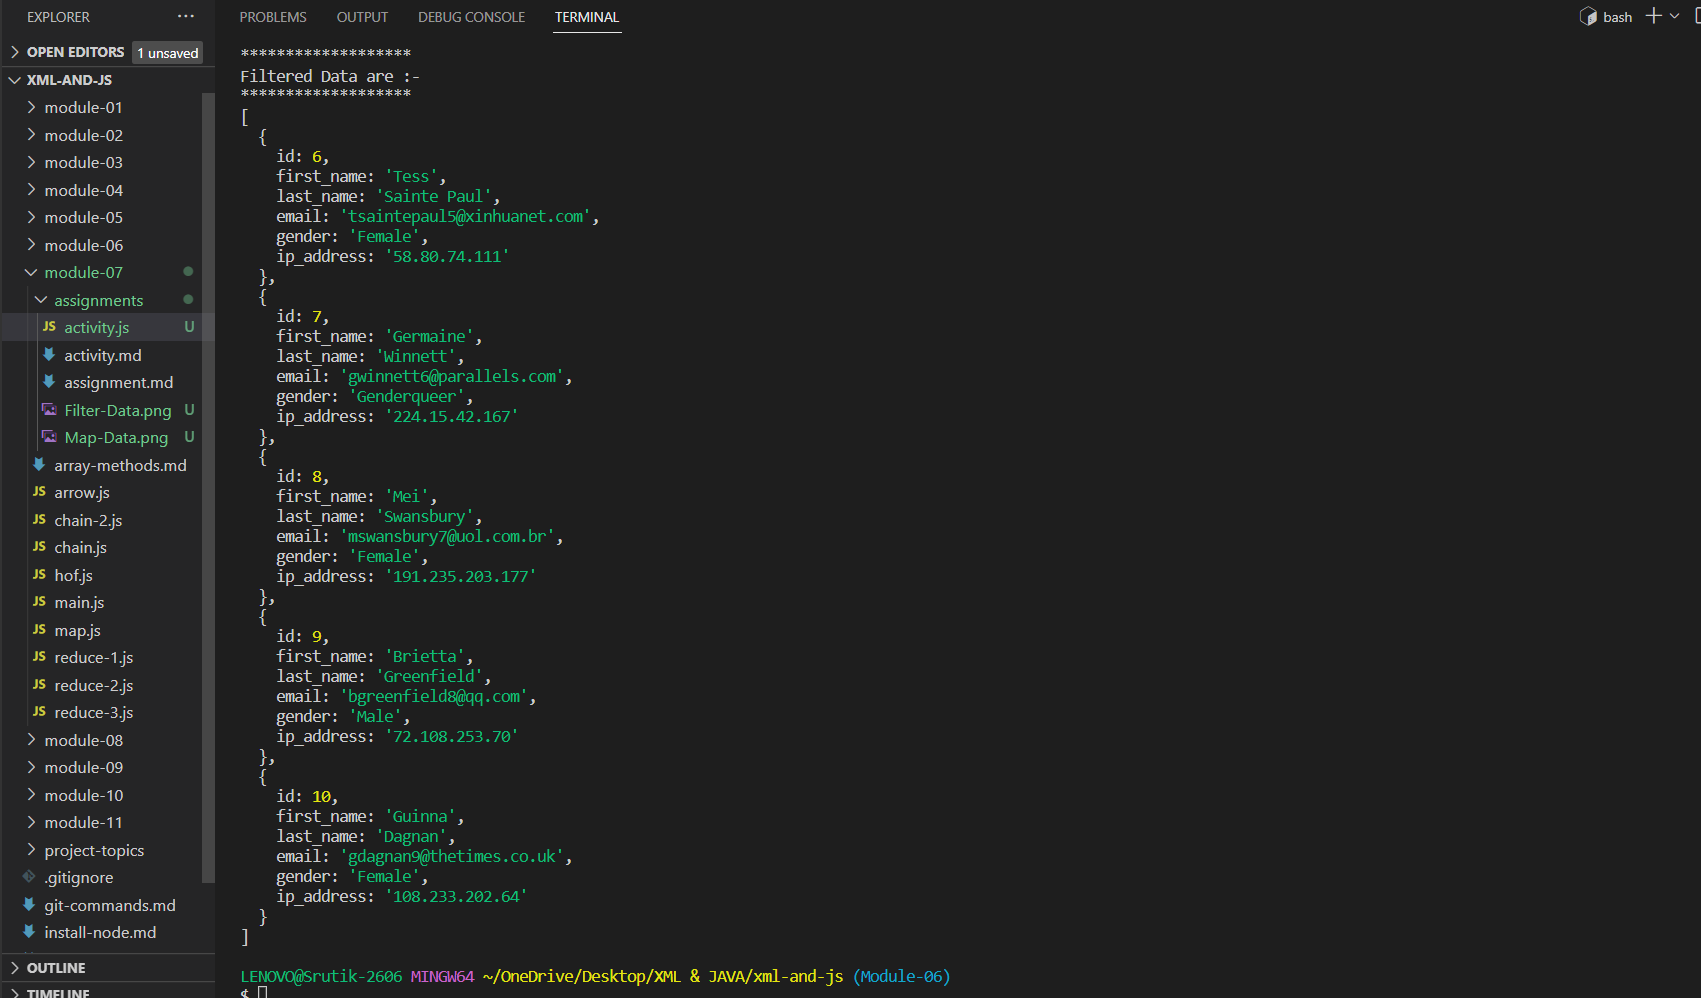 EXPLORER
···
OPEN EDITORS 1 unsaved
XML-AND-JS
module-01
module-02
module-03
module-04
module-05
module-06
module-07
assignments
JS activity.js U
activity.md
assignment.md
Filter-Data.png U
Map-Data.png U
array-methods.md
JS arrow.js
JS chain-2.js
JS chain.js
JS hof.js
JS main.js
JS map.js
JS reduce-1.js
JS reduce-2.js
JS reduce-3.js
module-08
module-09
module-10
module-11
project-topics
.gitignore
git-commands.md
install-node.md
OUTLINE
TIMELINE
PROBLEMS OUTPUT DEBUG CONSOLE TERMINAL
bash
*******************
Filtered Data are :-
*******************
[
  {
    id: 6,
    first_name: 'Tess',
    last_name: 'Sainte Paul',
    email: 'tsaintepaul5@xinhuanet.com',
    gender: 'Female',
    ip_address: '58.80.74.111'
  },
  {
    id: 7,
    first_name: 'Germaine',
    last_name: 'Winnett',
    email: 'gwinnett6@parallels.com',
    gender: 'Genderqueer',
    ip_address: '224.15.42.167'
  },
  {
    id: 8,
    first_name: 'Mei',
    last_name: 'Swansbury',
    email: 'mswansbury7@uol.com.br',
    gender: 'Female',
    ip_address: '191.235.203.177'
  },
  {
    id: 9,
    first_name: 'Brietta',
    last_name: 'Greenfield',
    email: 'bgreenfield8@qq.com',
    gender: 'Male',
    ip_address: '72.108.253.70'
  },
  {
    id: 10,
    first_name: 'Guinna',
    last_name: 'Dagnan',
    email: 'gdagnan9@thetimes.co.uk',
    gender: 'Female',
    ip_address: '108.233.202.64'
  }
]
LENOVO@Srutik-2606 MINGW64 ~/OneDrive/Desktop/XML & JAVA/xml-and-js (Module-06)
$